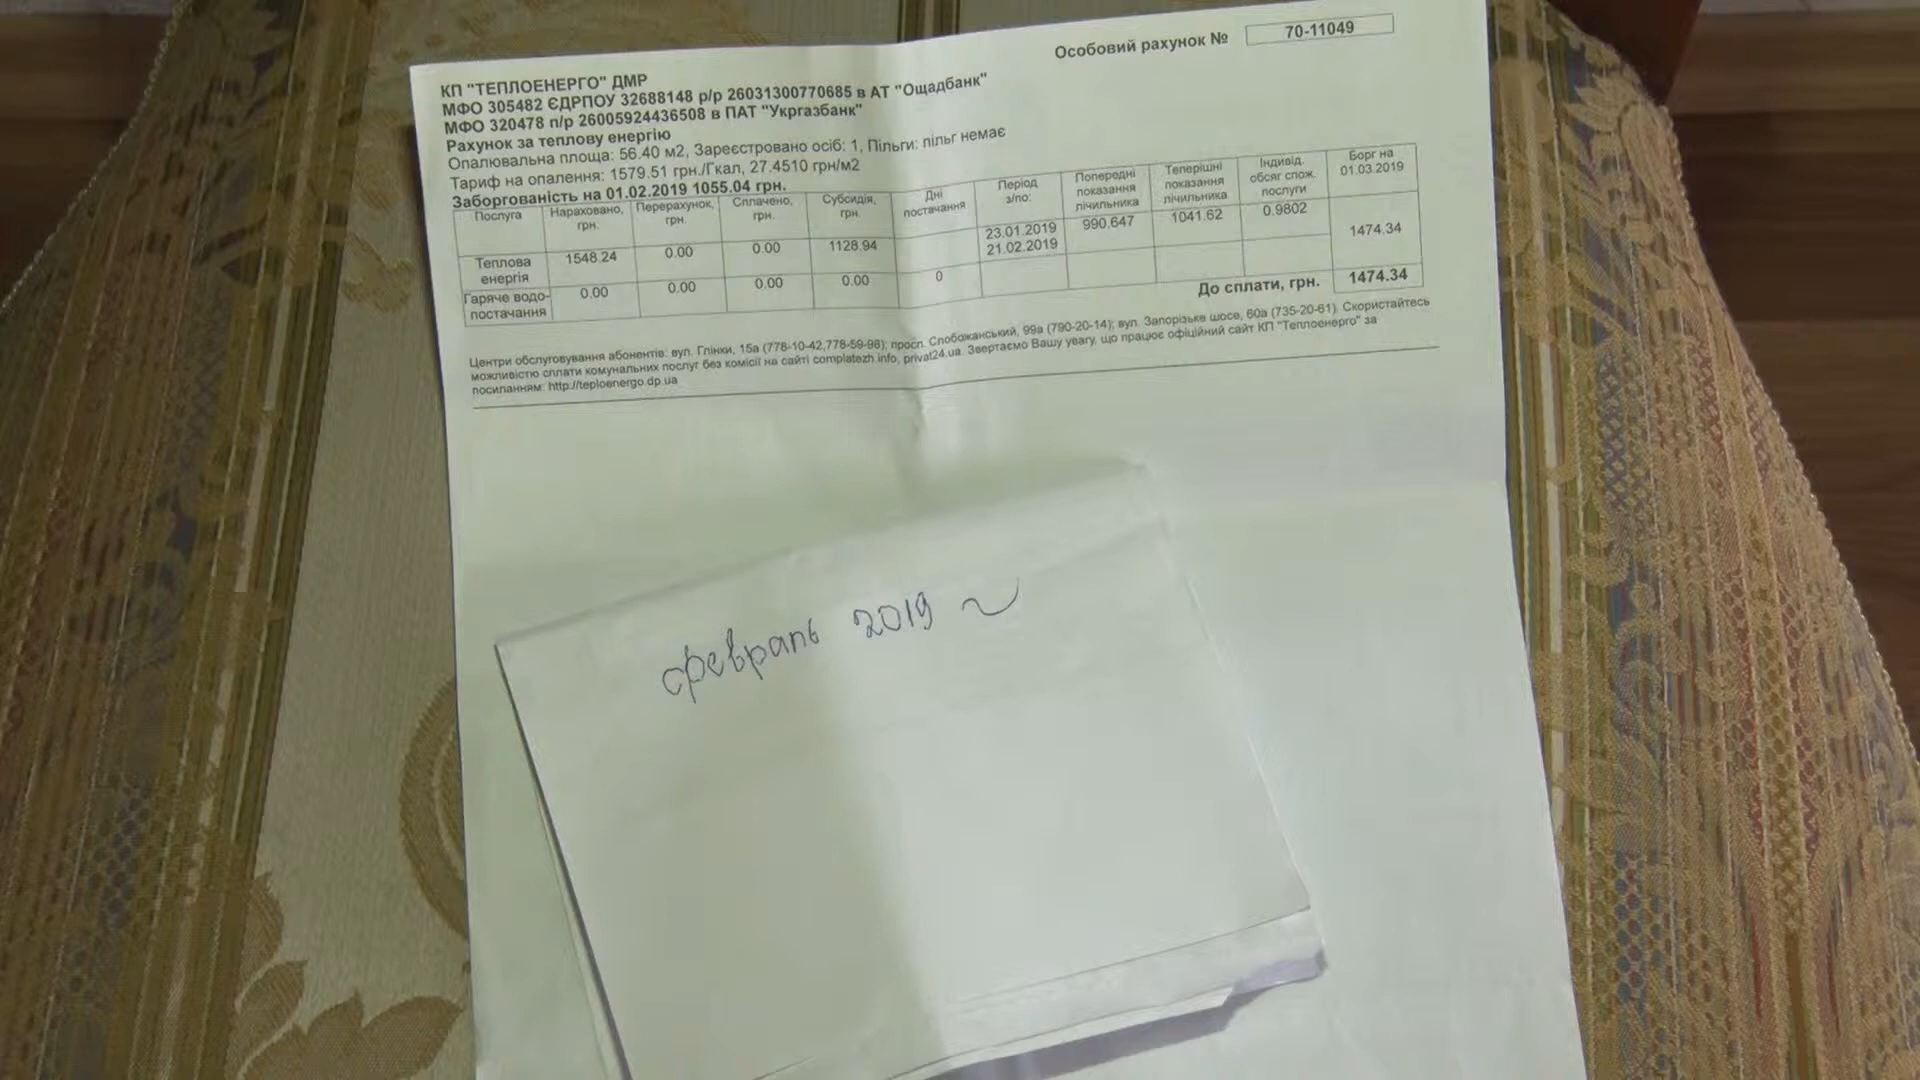 Особовий рахунок № 70-11049
КП "ТЕПЛОЕНЕРГО" ДМР
МФО 305482 ЄДРПОУ 32688148 р/р 26031300770685 в АТ "Ощадбанк"
МФО 320478 п/р 26005924436508 в ПАТ "Укргазбанк"
Рахунок за теплову енергію
Опалювальна площа: 56.40 м2, Зареєстровано осіб: 1, Пільги: пільг немає
Тариф на опалення: 1579.51 грн./Гкал, 27.4510 грн/м2
Заборгованість на 01.02.2019 1055.04 грн.
Послуга Нараховано, грн. Перерахунок, грн. Сплачено, грн. Субсидія, грн. Дні постачання Період з/по: Попередні показання лічильника Теперішні показання лічильника Індивід. обсяг спож. послуги Борг на 01.03.2019
Теплова енергія 1548.24 0.00 0.00 1128.94 23.01.2019 21.02.2019 990.647 1041.62 0.9802 1474.34
Гаряче водо-постачання 0.00 0.00 0.00 0.00 0
До сплати, грн. 1474.34
Центри обслуговування абонентів: вул. Глінки, 15а (778-10-42,778-59-98); просп. Слобожанський, 99а (790-20-14); вул. Запорізьке шосе, 60а (735-20-61). Скористайтесь
можливістю сплати комунальних послуг без комісії на сайті complatezh.info, privat24.ua. Звертаємо Вашу увагу, що працює офіційний сайт КП "Теплоенерго" за
посиланням: http://teploenergo.dp.ua
февраль 2019